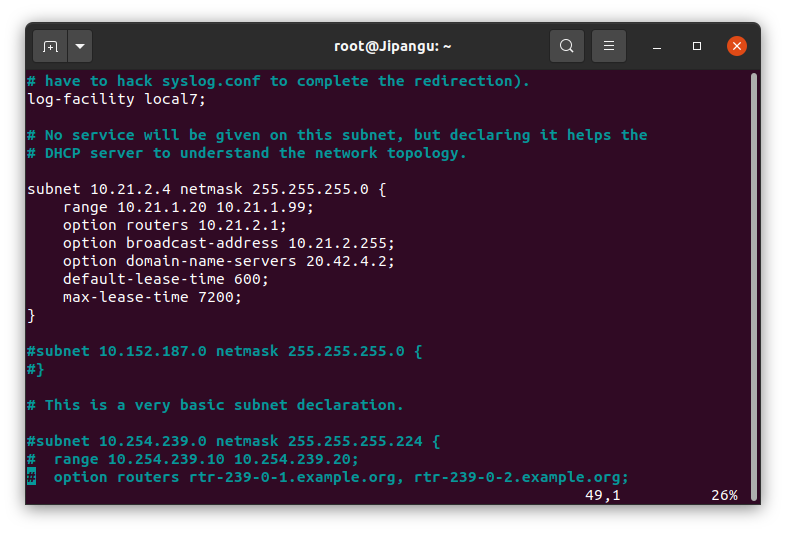 root@Jipangu: ~
# have to hack syslog.conf to complete the redirection).
log-facility local7;
# No service will be given on this subnet, but declaring it helps the
# DHCP server to understand the network topology.
subnet 10.21.2.4 netmask 255.255.255.0 {
    range 10.21.1.20 10.21.1.99;
    option routers 10.21.2.1;
    option broadcast-address 10.21.2.255;
    option domain-name-servers 20.42.4.2;
    default-lease-time 600;
    max-lease-time 7200;
}
#subnet 10.152.187.0 netmask 255.255.255.0 {
#}
# This is a very basic subnet declaration.
#subnet 10.254.239.0 netmask 255.255.255.224 {
#  range 10.254.239.10 10.254.239.20;
#  option routers rtr-239-0-1.example.org, rtr-239-0-2.example.org;
49,1 26%